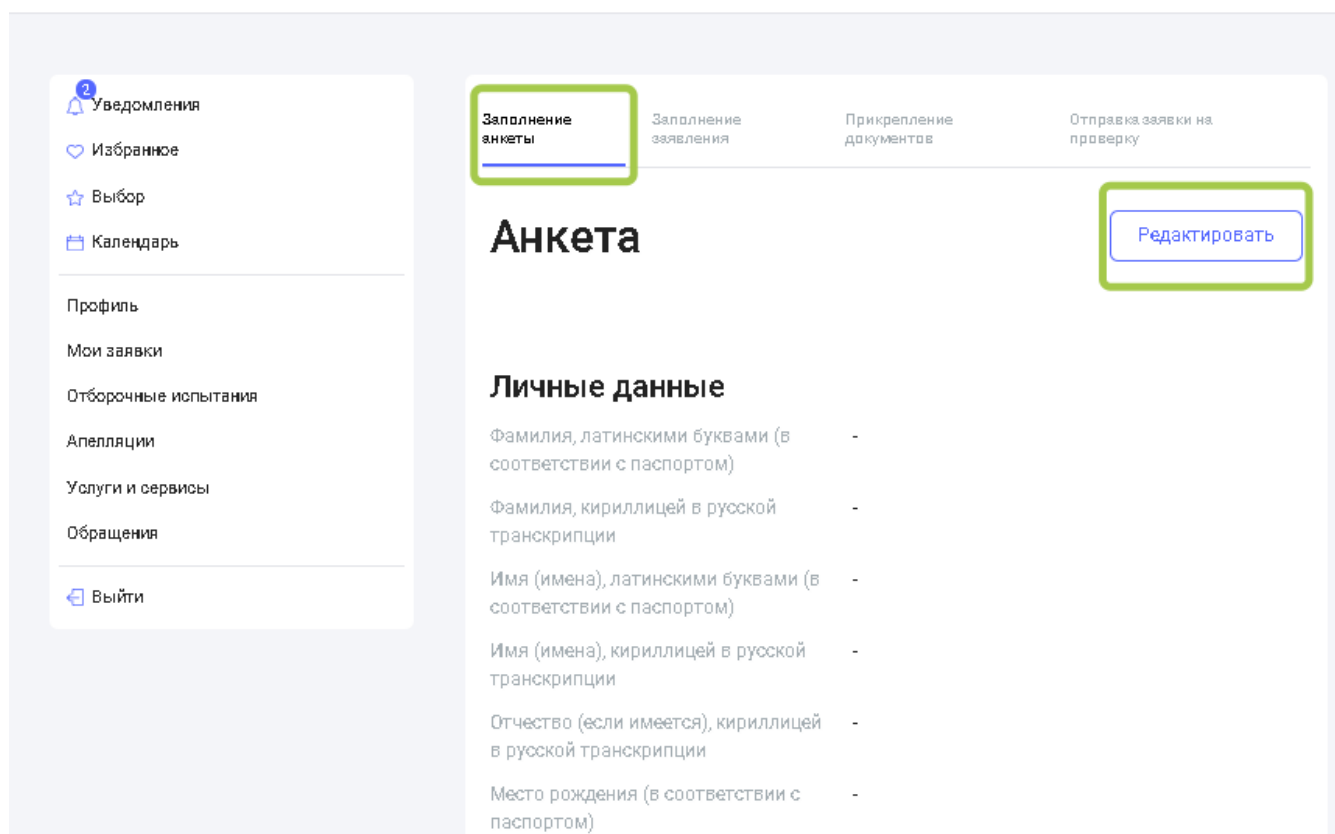 2
Уведомления
Избранное
Выбор
Календарь
Профиль
Мои заявки
Отборочные испытания
Апелляции
Услуги и сервисы
Обращения
Выйти
Заполнение
анкеты
Заполнение
заявления
Прикрепление
документов
Отправка заявки на
проверку
Анкета
Редактировать
Личные данные
Фамилия, латинскими буквами (в
соответствии с паспортом)
-
Фамилия, кириллицей в русской
транскрипции
-
Имя (имена), латинскими буквами (в
соответствии с паспортом)
-
Имя (имена), кириллицей в русской
транскрипции
-
Отчество (если имеется), кириллицей
в русской транскрипции
-
Место рождения (в соответствии с
паспортом)
-